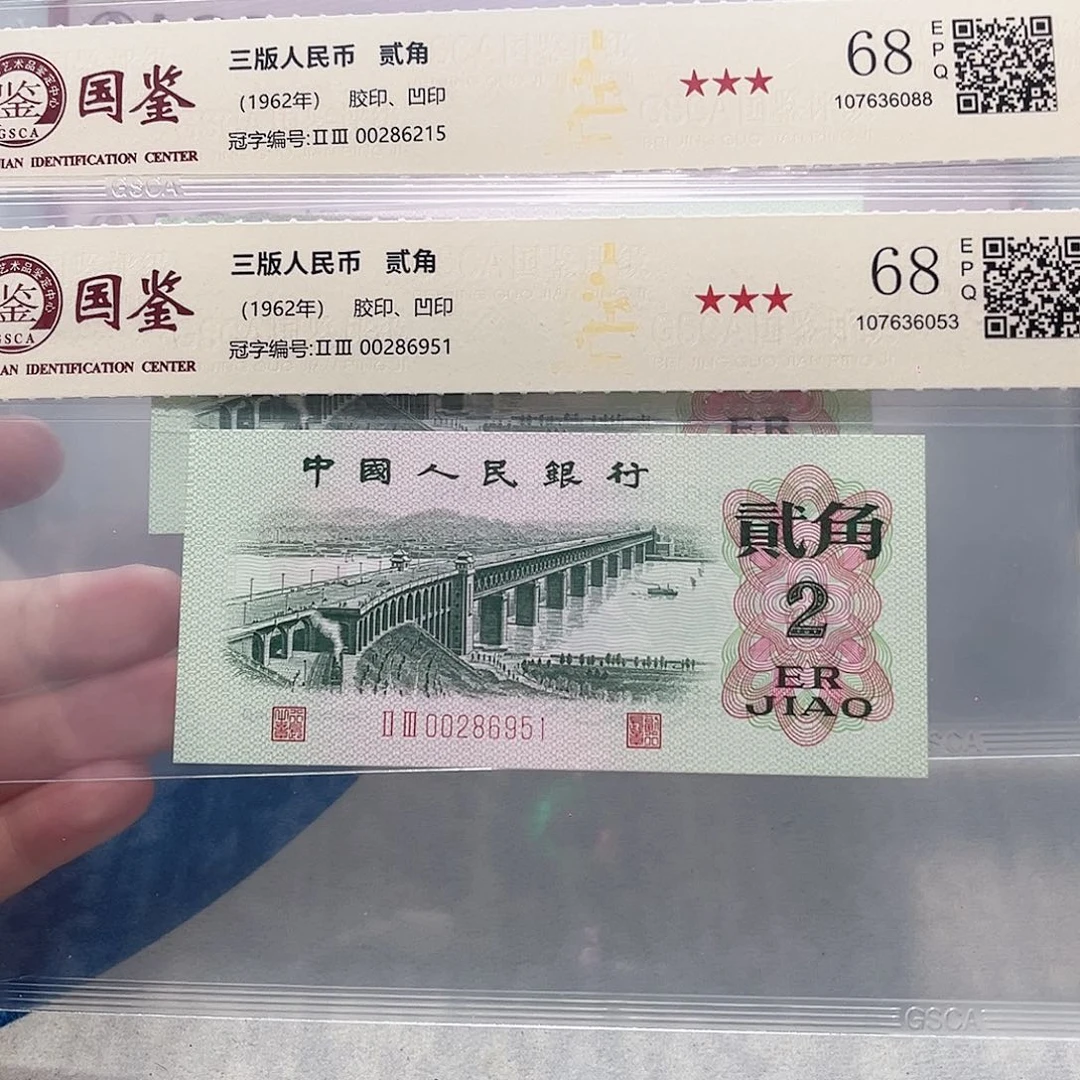 国鉴
GSCA
IAN IDENTIFICATION CENTER
三版人民币 贰角
(1962年) 胶印、凹印
冠字编号:ⅡⅢ 00286215
★★★
68
EPQ
107636088
GSCA
国鉴
GSCA
IAN IDENTIFICATION CENTER
三版人民币 贰角
(1962年) 胶印、凹印
冠字编号:ⅡⅢ 00286951
★★★
68
EPQ
107636053
ER
中國人民銀行
貳角
2
ER
JIAO
ⅡⅢ 00286951
GSCA
GSCA